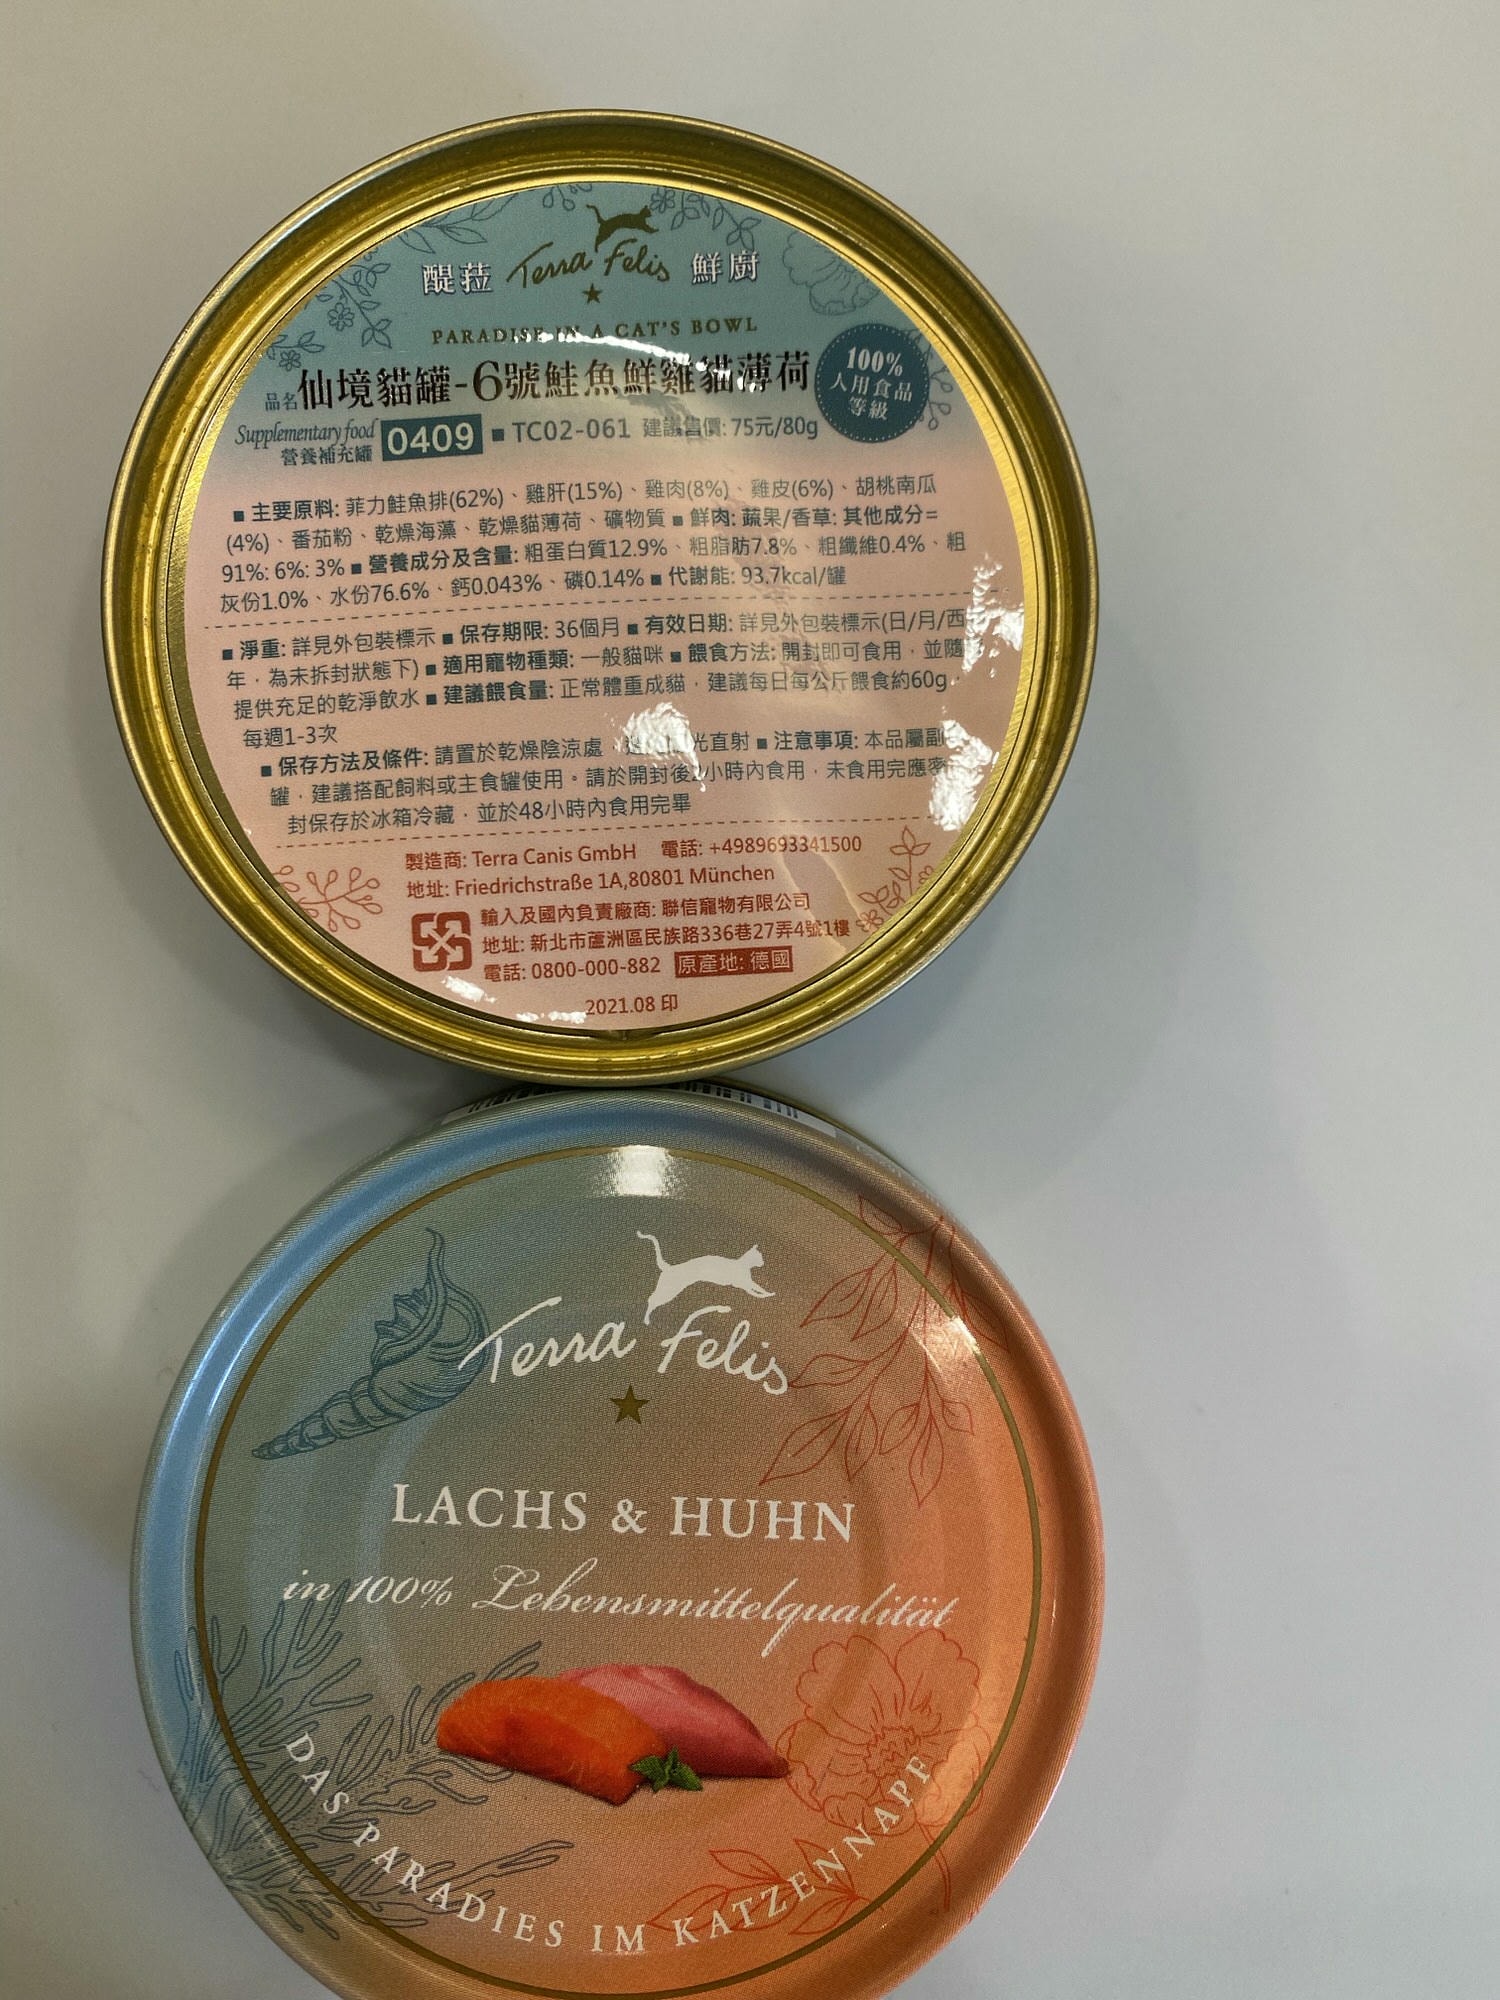 醍菈 Terra Felis 鮮廚
PARADISE IN A CAT'S BOWL
品名 仙境貓罐-6號鮭魚鮮雞貓薄荷
100%
人用食品
等級
Supplementary food
營養補充罐
0409 ■ TC02-061 建議售價: 75元/80g
■ 主要原料: 菲力鮭魚排(62%)、雞肝(15%)、雞肉(8%)、雞皮(6%)、胡桃南瓜
(4%)、番茄粉、乾燥海藻、乾燥貓薄荷、礦物質 ■ 鮮肉: 蔬果/香草: 其他成分=
91%: 6%: 3% ■ 營養成分及含量: 粗蛋白質12.9%、粗脂肪7.8%、粗纖維0.4%、粗
灰份1.0%、水份76.6%、鈣0.043%、磷0.14% ■ 代謝能: 93.7kcal/罐
■ 淨重: 詳見外包裝標示 ■ 保存期限: 36個月 ■ 有效日期: 詳見外包裝標示(日/月/西
年，為未拆封狀態下) ■ 適用寵物種類: 一般貓咪 ■ 餵食方法: 開封即可食用，並隨
提供充足的乾淨飲水 ■ 建議餵食量: 正常體重成貓，建議每日每公斤餵食約60g，
每週1-3次
■ 保存方法及條件: 請置於乾燥陰涼處，光直射 ■ 注意事項: 本品屬副
罐，建議搭配飼料或主食罐使用。請於開封後2小時內食用，未食用完應密
封保存於冰箱冷藏，並於48小時內食用完畢
製造商: Terra Canis GmbH 電話: +4989693341500
地址: Friedrichstraße 1A,80801 München
輸入及國內負責廠商: 聯信寵物有限公司
地址: 新北市蘆洲區民族路336巷27弄4號1樓
電話: 0800-000-882 原產地: 德國
2021.08 印
Terra Felis
LACHS & HUHN
in 100% Lebensmittelqualität
DAS PARADIES IM KATZENNAPF